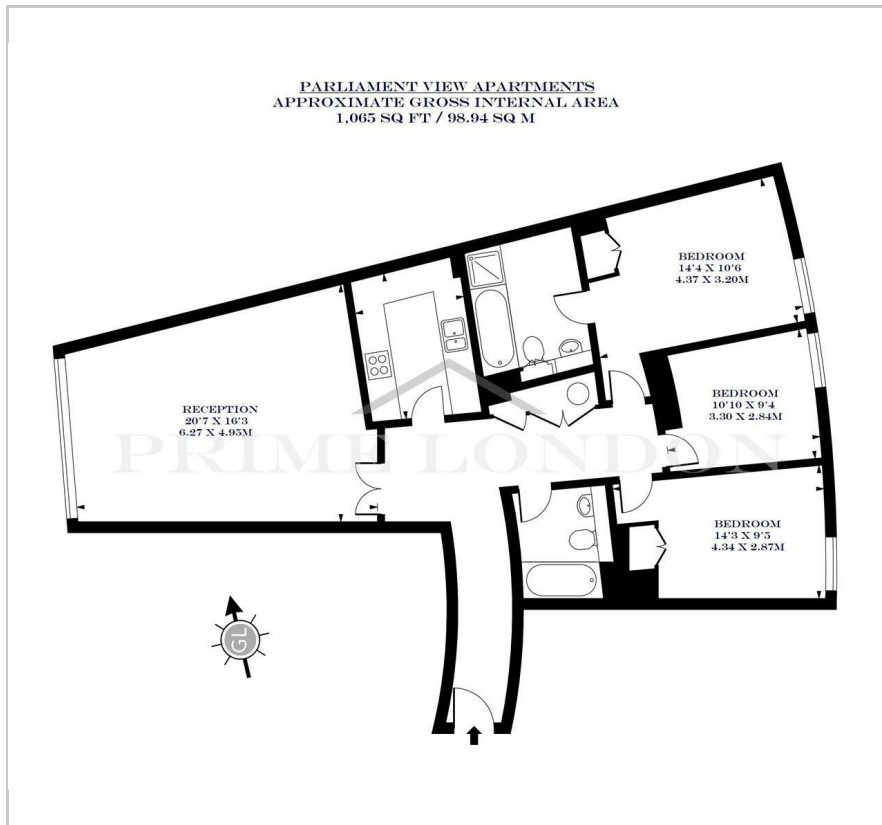 PARLIAMENT VIEW APARTMENTS
APPROXIMATE GROSS INTERNAL AREA
1,065 SQ FT / 98.94 SQ M
BEDROOM
14'4 X 10'6
4.37 X 3.20M
BEDROOM
10'10 X 9'4
3.30 X 2.84M
RECEPTION
20'7 X 16'3
6.27 X 4.95M
PRIME LONDON
BEDROOM
14'3 X 9'5
4.34 X 2.87M
GL